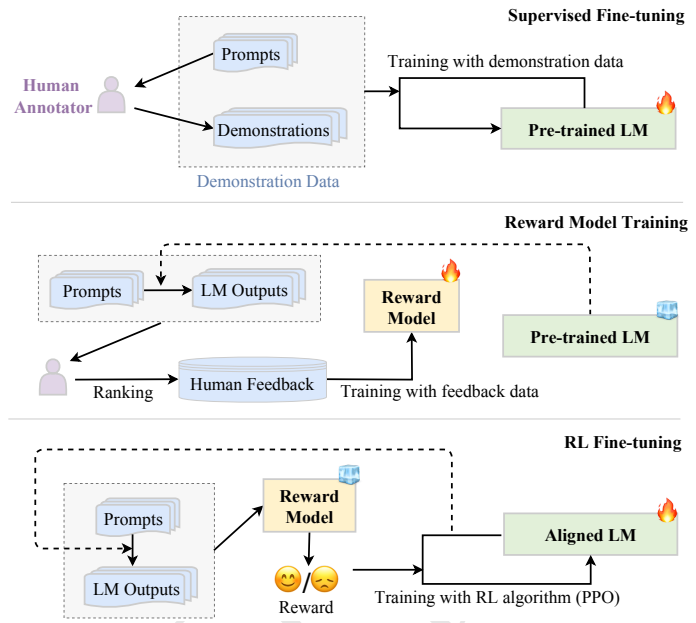 Supervised Fine-tuning
Prompts
Training with demonstration data
Human
Annotator
Demonstrations
Pre-trained LM
Demonstration Data
Reward Model Training
Prompts
LM Outputs
Reward
Model
Pre-trained LM
Ranking
Human Feedback
Training with feedback data
RL Fine-tuning
Prompts
Reward
Model
Aligned LM
LM Outputs
Reward
Training with RL algorithm (PPO)
/